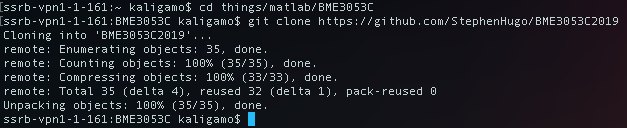 [ssrb-vpn1-1-161:~ kaligamo$ cd things/matlab/BME3053C
[ssrb-vpn1-1-161:BME3053C kaligamo$ git clone https://github.com/StephenHugo/BME3053C2019
Cloning into 'BME3053C2019'...
remote: Enumerating objects: 35, done.
remote: Counting objects: 100% (35/35), done.
remote: Compressing objects: 100% (33/33), done.
remote: Total 35 (delta 4), reused 32 (delta 1), pack-reused 0
Unpacking objects: 100% (35/35), done.
ssrb-vpn1-1-161:BME3053C kaligamo$